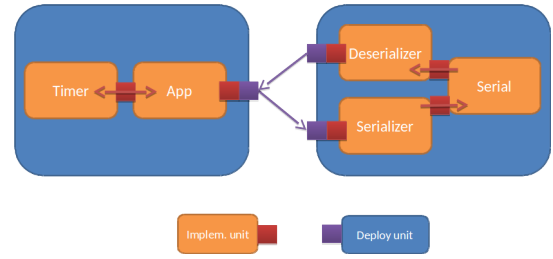 Deserializer
Timer
App
Serial
Serializer
Implem. unit
Deploy unit